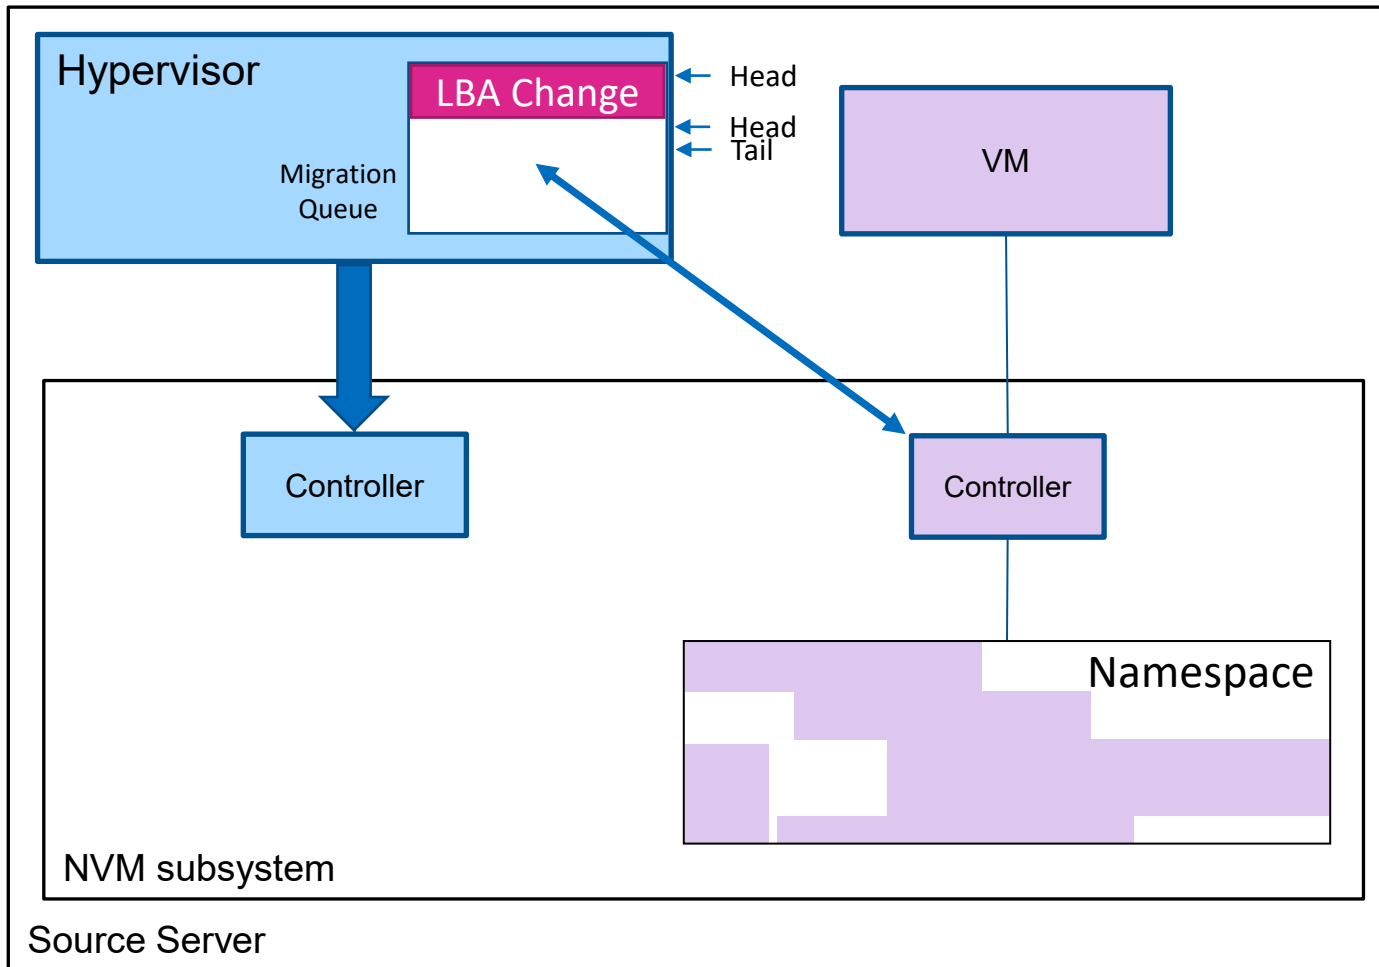 Hypervisor
LBA Change
Head
Head
Tail
Migration
Queue
VM
Controller
Controller
Namespace
NVM subsystem
Source Server